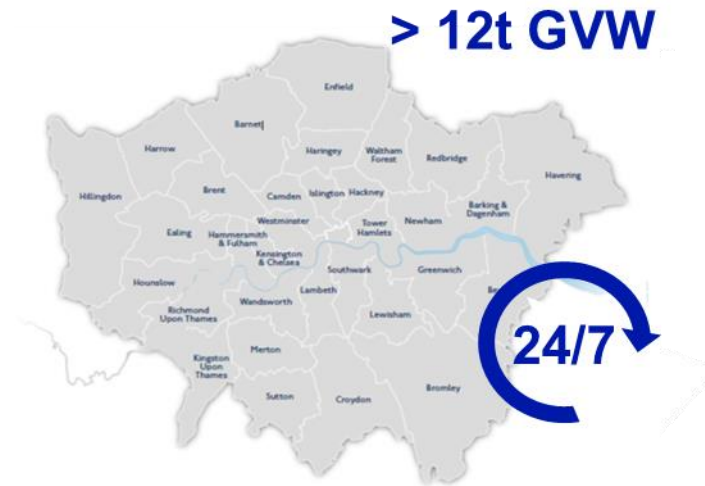 > 12t GVW
Enfield
Barnet
Harrow
Haringey
Waltham
Forest
Redbridge
Havering
Hillingdon
Brent
Camden
Islington
Hackney
Barking &
Dagenham
Ealing
Hammersmith
& Fulham
Westminster
Tower
Hamlets
Newham
Kensington
& Chelsea
Southwark
Greenwich
Hounslow
Richmond
Upon Thames
Wandsworth
Lambeth
Lewisham
24/7
Kingston
Upon
Thames
Merton
Sutton
Croydon
Bromley